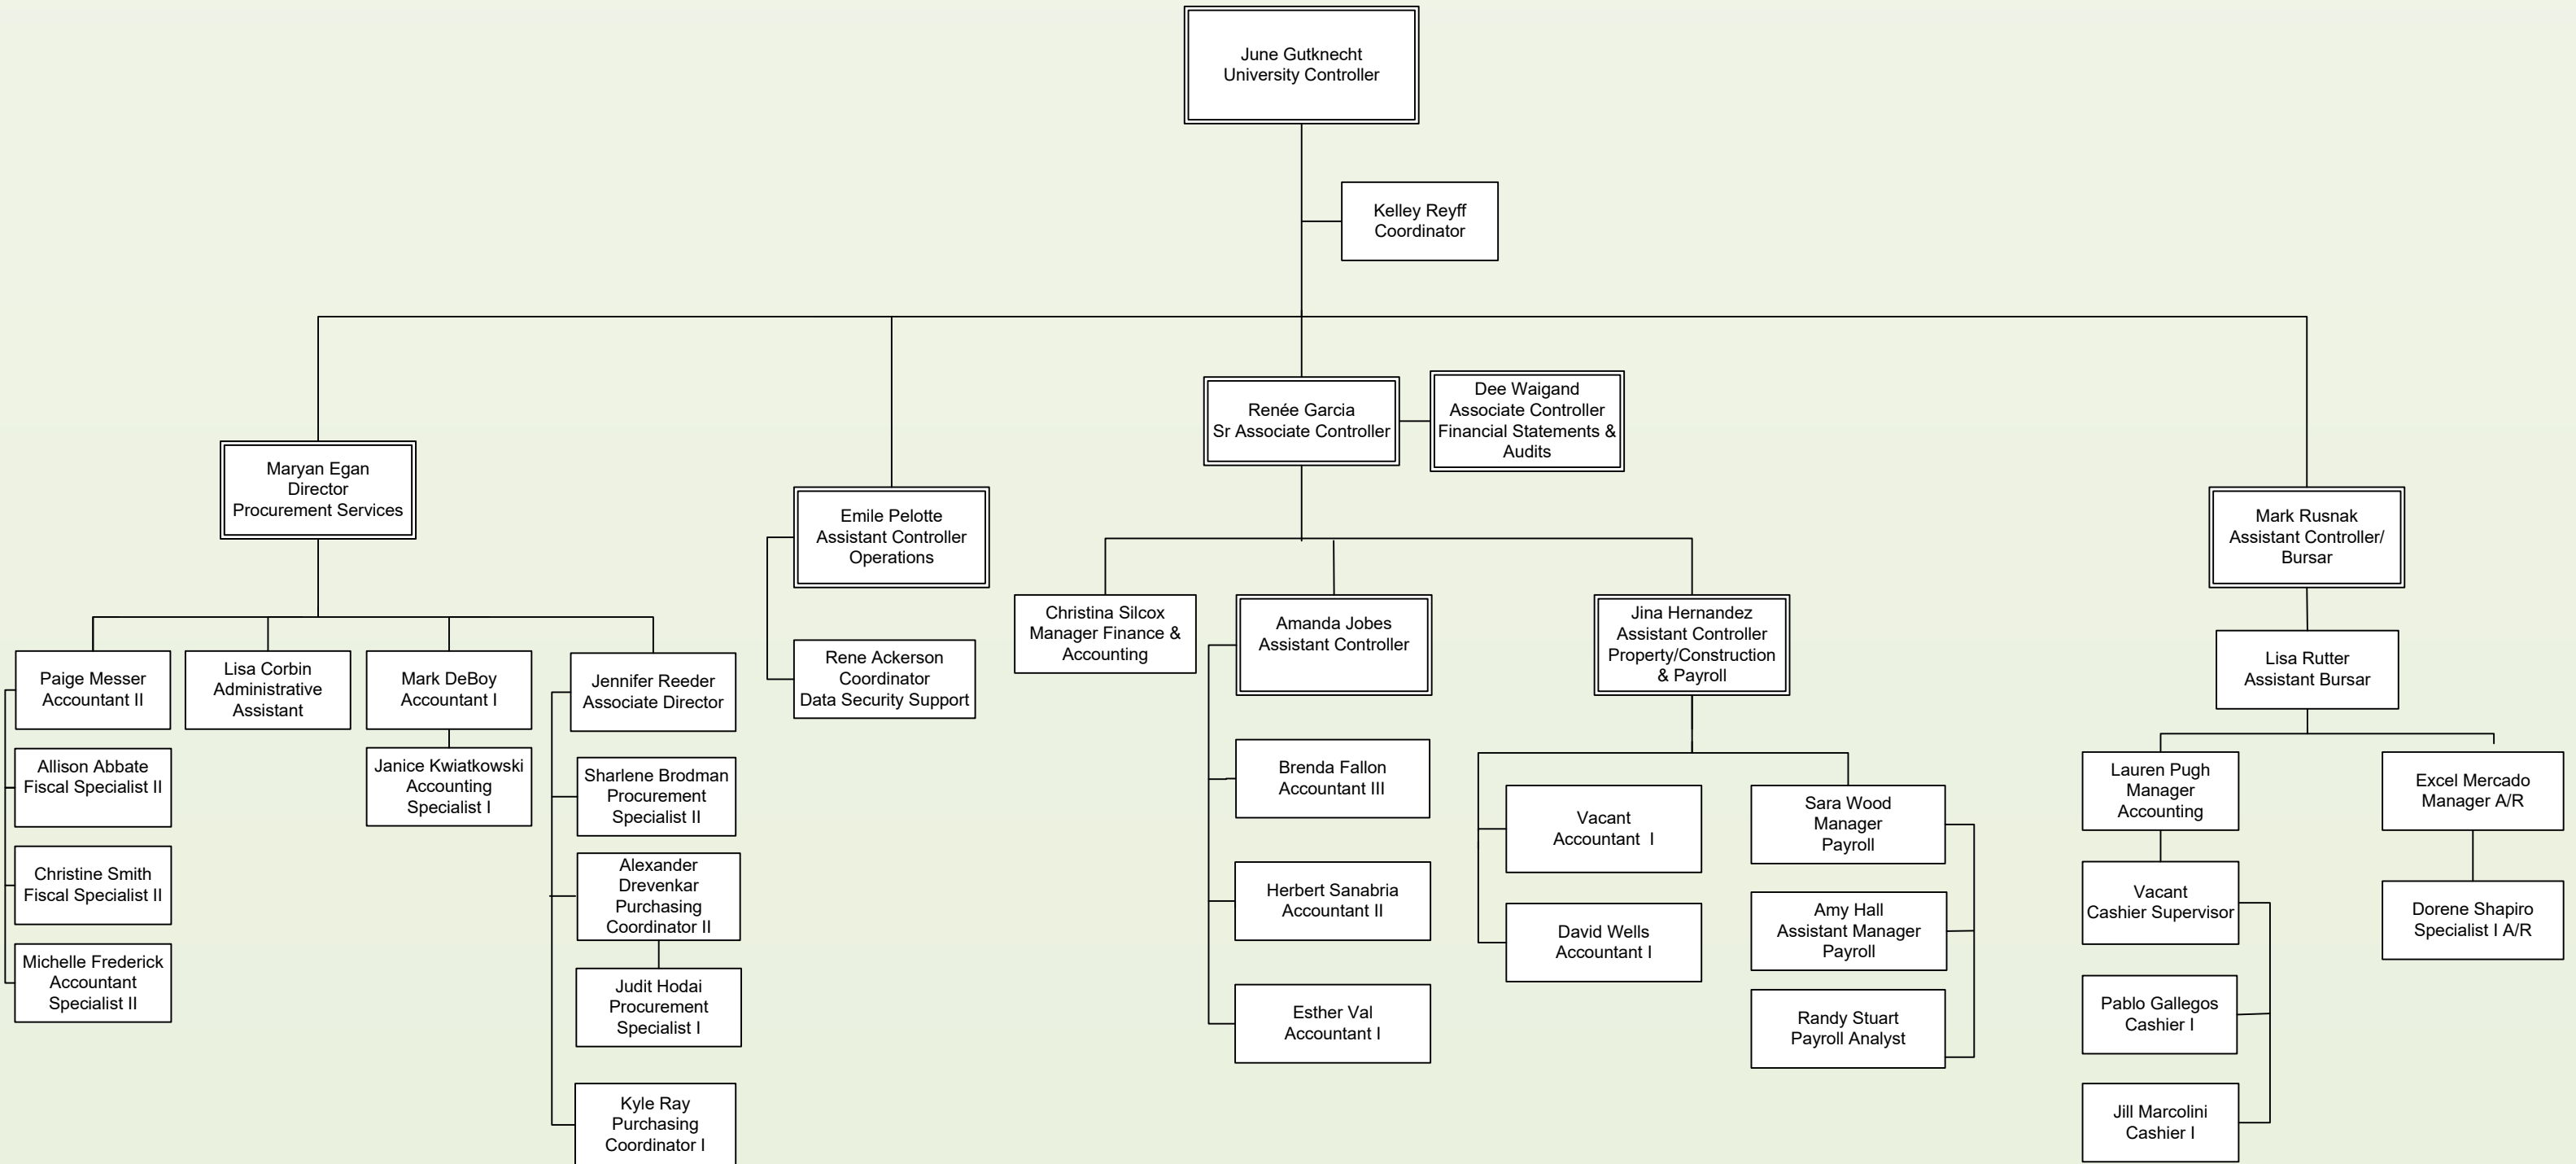 June Gutknecht
University Controller
Kelley Reyff
Coordinator
Maryan Egan
Director
Procurement Services
Emile Pelotte
Assistant Controller
Operations
Renée Garcia
Sr Associate Controller
Dee Waigand
Associate Controller
Financial Statements &
Audits
Mark Rusnak
Assistant Controller/
Bursar
Paige Messer
Accountant II
Allison Abbate
Fiscal Specialist II
Christine Smith
Fiscal Specialist II
Michelle Frederick
Accountant
Specialist II
Lisa Corbin
Administrative
Assistant
Mark DeBoy
Accountant I
Janice Kwiatkowski
Accounting
Specialist I
Jennifer Reeder
Associate Director
Sharlene Brodman
Procurement
Specialist II
Alexander
Drevenkar
Purchasing
Coordinator II
Judit Hodai
Procurement
Specialist I
Kyle Ray
Purchasing
Coordinator I
Rene Ackerson
Coordinator
Data Security Support
Christina Silcox
Manager Finance &
Accounting
Amanda Jobes
Assistant Controller
Brenda Fallon
Accountant III
Herbert Sanabria
Accountant II
Esther Val
Accountant I
Jina Hernandez
Assistant Controller
Property/Construction
& Payroll
Vacant
Accountant  I
David Wells
Accountant I
Sara Wood
Manager
Payroll
Amy Hall
Assistant Manager
Payroll
Randy Stuart
Payroll Analyst
Lisa Rutter
Assistant Bursar
Lauren Pugh
Manager
Accounting
Vacant
Cashier Supervisor
Pablo Gallegos
Cashier I
Jill Marcolini
Cashier I
Excel Mercado
Manager A/R
Dorene Shapiro
Specialist I A/R